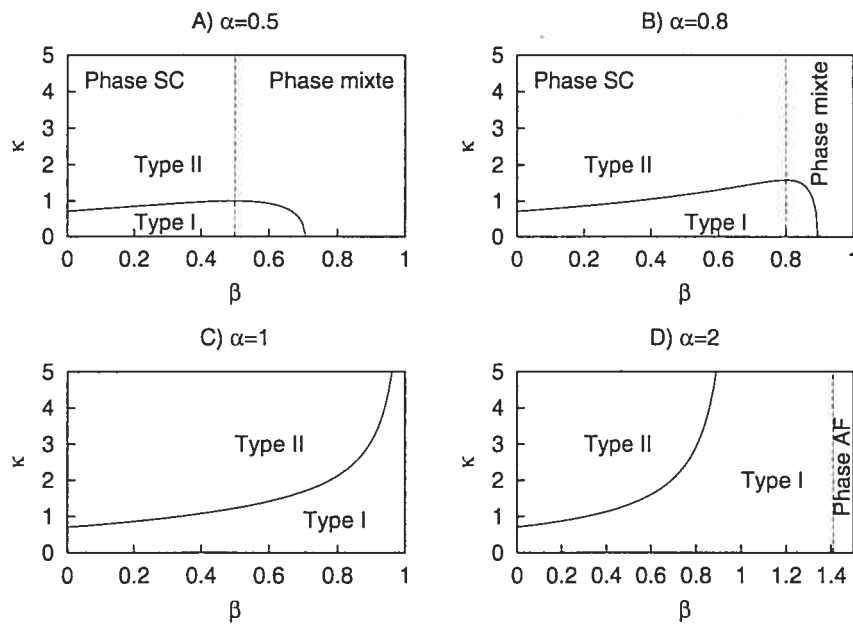 A) α=0.5
5
4
3
2
1
0
κ
Phase SC
Phase mixte
Type II
Type I
0 0.2 0.4 0.6 0.8 1
β
B) α=0.8
5
4
3
2
1
0
κ
Phase SC
Phase mixte
Type II
Type I
0 0.2 0.4 0.6 0.8 1
β
C) α=1
5
4
3
2
1
0
κ
Type II
Type I
0 0.2 0.4 0.6 0.8 1
β
D) α=2
5
4
3
2
1
0
κ
Type II
Type I
Phase AF
0 0.2 0.4 0.6 0.8 1 1.2 1.4
β